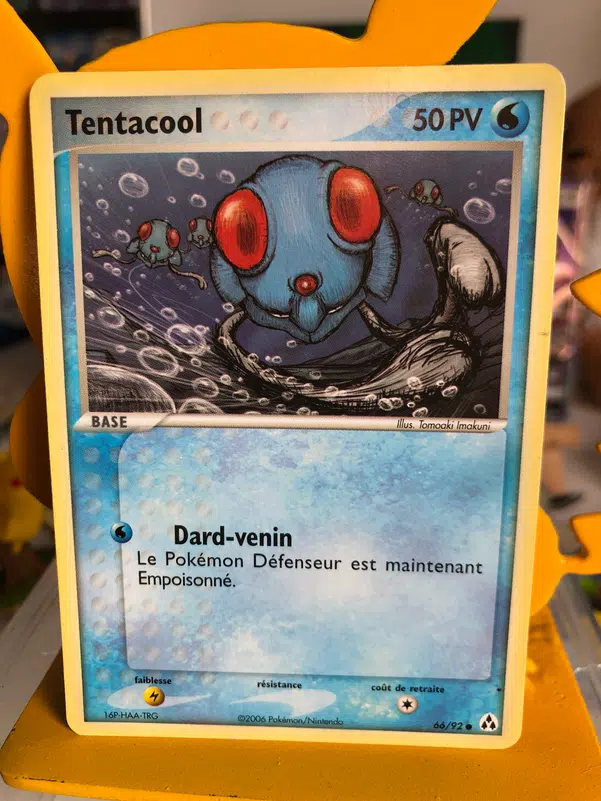 Tentacool
50 PV
BASE
Illus. Tomoaki Imakuni
Dard-venin
Le Pokémon Défenseur est maintenant
Empoisonné.
faiblesse
résistance
coût de retraite
16P-HAA-TRG
©2006 Pokémon/Nintendo
66/92